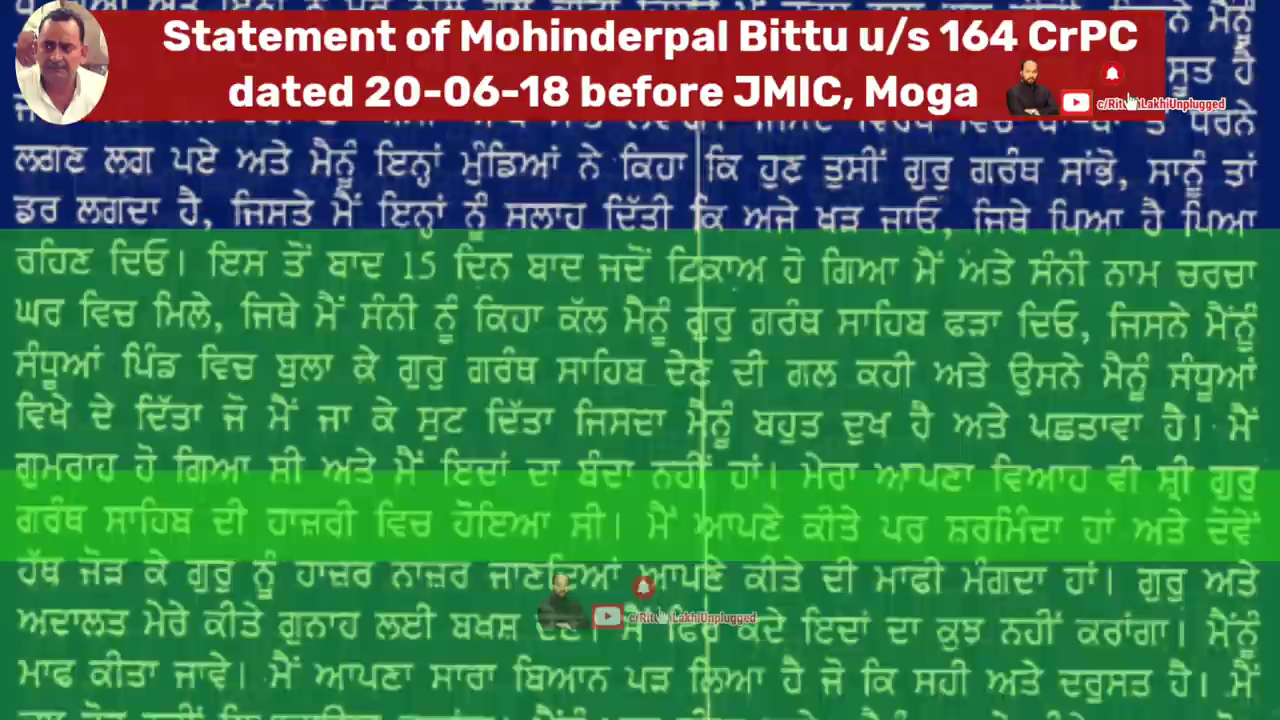 Statement of Mohinderpal Bittu u/s 164 CrPC
dated 20-06-18 before JMIC, Moga
ਲਗਣ ਲਗ ਪਏ ਅਤੇ ਮੈਨੂੰ ਇਨ੍ਹਾਂ ਮੁੰਡਿਆਂ ਨੇ ਕਿਹਾ ਕਿ ਹੁਣ ਤੁਸੀਂ ਗੁਰੁ ਗਰੰਥ ਸਾਂਭੋ, ਸਾਨੂੰ ਤਾਂ
ਡਰ ਲਗਦਾ ਹੈ, ਜਿਸਤੇ ਮੈਂ ਇਨ੍ਹਾਂ ਨੂੰ ਸਲਾਹ ਦਿੱਤੀ ਕਿ ਅਜੇ ਖੜ ਜਾਓ, ਜਿਥੇ ਪਿਆ ਹੈ ਪਿਆ
ਰਹਿਣ ਦਿਓ। ਇਸ ਤੋਂ ਬਾਦ 15 ਦਿਨ ਬਾਦ ਜਦੋਂ ਟਿਕਾਅ ਹੋ ਗਿਆ ਮੈਂ ਅਤੇ ਸੰਨੀ ਨਾਮ ਚਰਚਾ
ਘਰ ਵਿਚ ਮਿਲੇ, ਜਿਥੇ ਮੈਂ ਸੰਨੀ ਨੂੰ ਕਿਹਾ ਕੱਲ ਮੈਨੂੰ ਗੁਰੁ ਗਰੰਥ ਸਾਹਿਬ ਫੜਾ ਦਿਓ, ਜਿਸਨੇ ਮੈਂਨੂੰ
ਸੰਧੂਆਂ ਪਿੰਡ ਵਿਚ ਬੁਲਾ ਕੇ ਗੁਰੁ ਗਰੰਥ ਸਾਹਿਬ ਦੇਣ ਦੀ ਗਲ ਕਹੀ ਅਤੇ ਉਸਨੇ ਮੈਨੂੰ ਸੰਧੂਆਂ
ਵਿਖੇ ਦੇ ਦਿੱਤਾ ਜੋ ਮੈਂ ਜਾ ਕੇ ਸੁਟ ਦਿੱਤਾ ਜਿਸਦਾ ਮੈਨੂੰ ਬਹੁਤ ਦੁਖ ਹੈ ਅਤੇ ਪਛਤਾਵਾ ਹੈ। ਮੈਂ
ਗੁਮਰਾਹ ਹੋ ਗਿਆ ਸੀ ਅਤੇ ਮੈਂ ਇਦਾਂ ਦਾ ਬੰਦਾ ਨਹੀਂ ਹਾਂ। ਮੇਰਾ ਆਪਣਾ ਵਿਆਹ ਵੀ ਸ਼੍ਰੀ ਗੁਰੁ
ਗਰੰਥ ਸਾਹਿਬ ਦੀ ਹਾਜ਼ਰੀ ਵਿਚ ਹੋਇਆ ਸੀ। ਮੈਂ ਆਪਣੇ ਕੀਤੇ ਪਰ ਸ਼ਰਮਿੰਦਾ ਹਾਂ ਅਤੇ ਦੋਵੇਂ
ਹੱਥ ਜੋੜ ਕੇ ਗੁਰੁ ਨੂੰ ਹਾਜ਼ਰ ਨਾਜ਼ਰ ਆਪਣੇ ਕੀਤੇ ਦੀ ਮਾਫੀ ਮੰਗਦਾ ਹਾਂ। ਗੁਰੁ ਅਤੇ
ਅਦਾਲਤ ਮੇਰੇ ਕੀਤੇ ਗੁਨਾਹ ਲਈ ਬਖਸ਼ ਕਦੇ ਇਦਾਂ ਦਾ ਕੁਝ ਨਹੀਂ ਕਰਾਂਗਾ। ਮੈਂਨੂੰ
ਮਾਫ ਕੀਤਾ ਜਾਵੇ। ਮੈਂ ਆਪਣਾ ਸਾਰਾ ਬਿਆਨ ਪੜ ਲਿਆ ਹੈ ਜੋ ਕਿ ਸਹੀ ਅਤੇ ਦਰੁਸਤ ਹੈ। ਮੈਂ